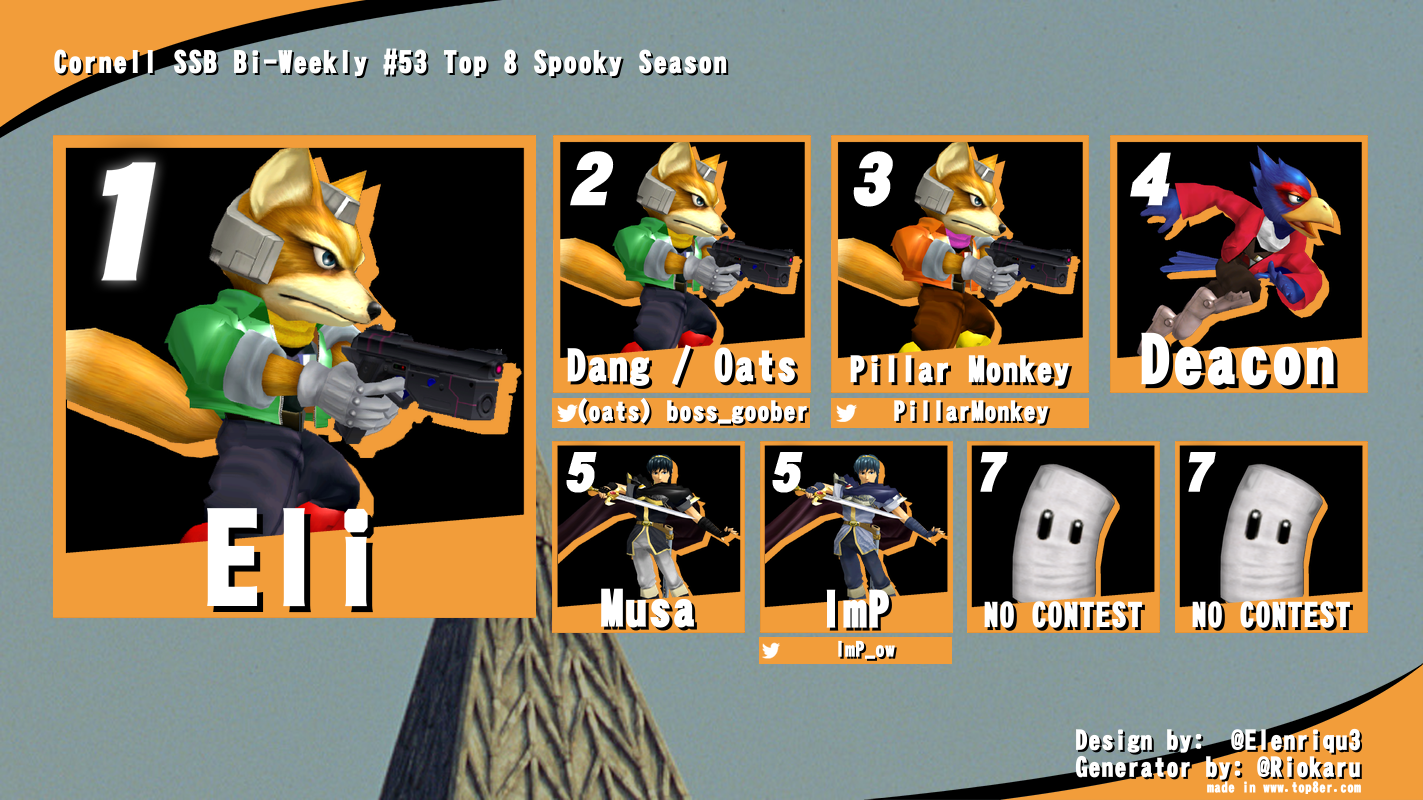 Cornell SSB Bi-Weekly #53 Top 8 Spooky Season
1
Eli
2
Dang / Oats
(oats) boss_goober
3
Pillar Monkey
PillarMonkey
4
Deacon
5
Musa
5
ImP
ImP_ow
7
NO CONTEST
7
NO CONTEST
Design by: @Elenriqu3
Generator by: @Riokaru
made in www.top8er.com